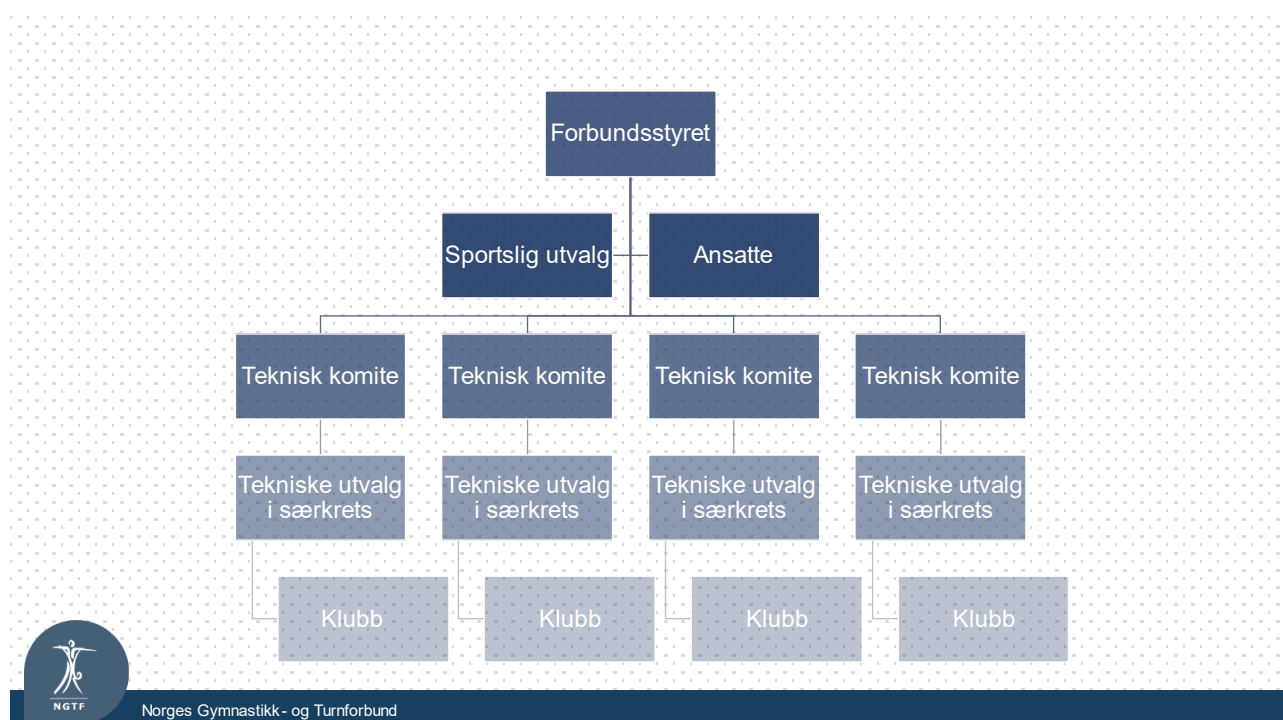 Forbundsstyret
Sportslig utvalg
Ansatte
Teknisk komite
Teknisk komite
Teknisk komite
Teknisk komite
Tekniske utvalg
i særkrets
Tekniske utvalg
i særkrets
Tekniske utvalg
i særkrets
Tekniske utvalg
i særkrets
Klubb
Klubb
Klubb
Klubb
NGTF
Norges Gymnastikk- og Turnforbund